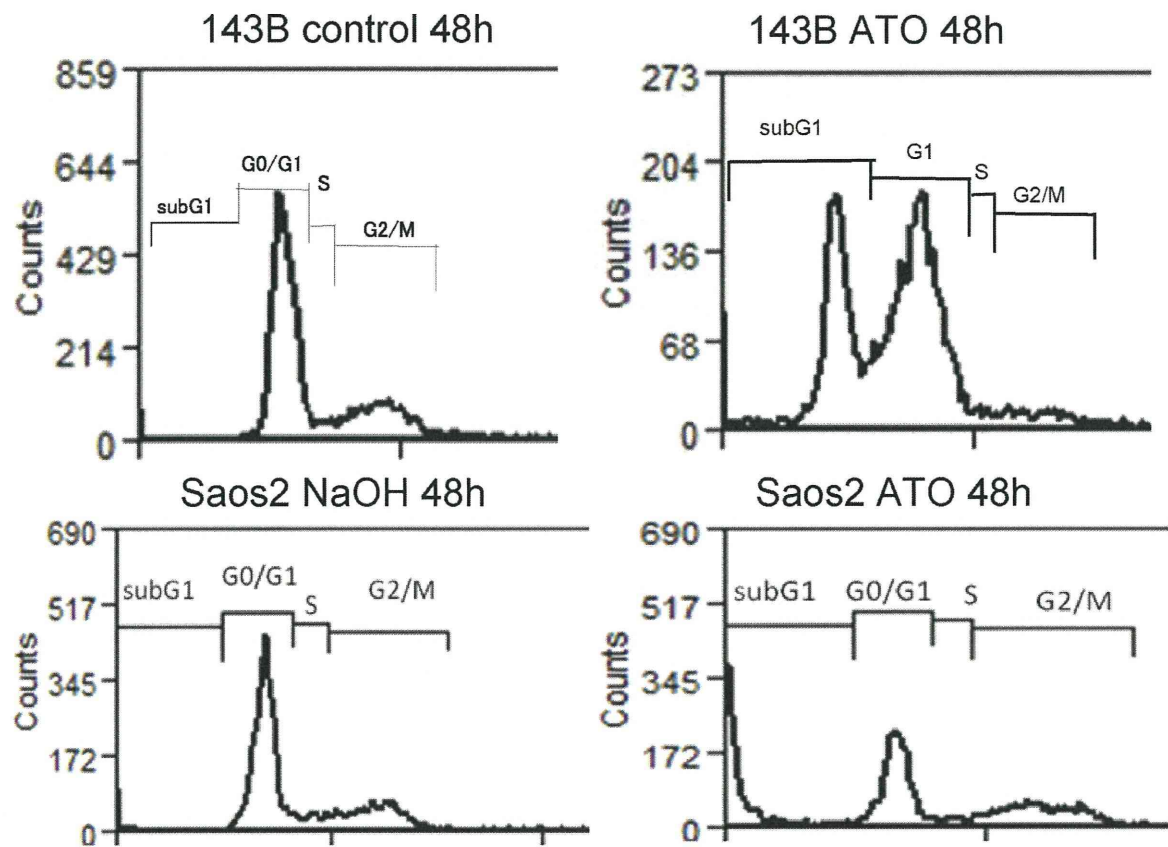 143B control 48h
859
644
429
214
0
Counts
subG1
G0/G1
S
G2/M
143B ATO 48h
273
204
136
68
0
Counts
subG1
G1
S
G2/M
Saos2 NaOH 48h
690
517
345
172
0
Counts
subG1
G0/G1
S
G2/M
Saos2 ATO 48h
690
517
345
172
0
Counts
subG1
G0/G1
S
G2/M